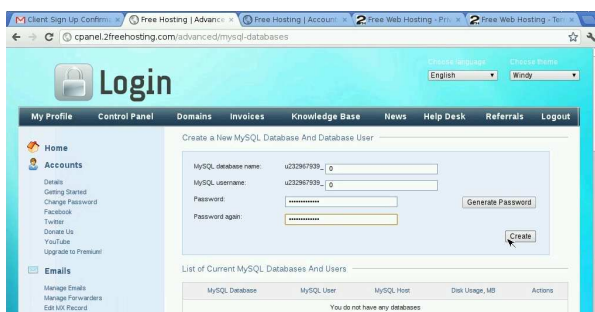 Client Sign Up Confirm
Free Hosting | Advance
Free Hosting | Account
Free Web Hosting - Priv
Free Web Hosting - Ter
cpanel.2freehosting.com/advanced/mysql-databases
Choose language
Choose theme
English
Windy
Login
My Profile Control Panel Domains Invoices Knowledge Base News Help Desk Referrals Logout
Home
Accounts
Details
Getting Started
Change Password
Facebook
Twitter
Donate Us
YouTube
Upgrade to Premium!
Emails
Manage Emails
Manage Forwarders
Edit MX Record
Create a New MySQL Database And Database User
MySQL database name: u232967939_ 0
MySQL username: u232967939_ 0
Password: •••••••••••••
Generate Password
Password again: •••••••••••••
Create
List of Current MySQL Databases And Users
MySQL Database MySQL User MySQL Host Disk Usage, MB Actions
You do not have any databases